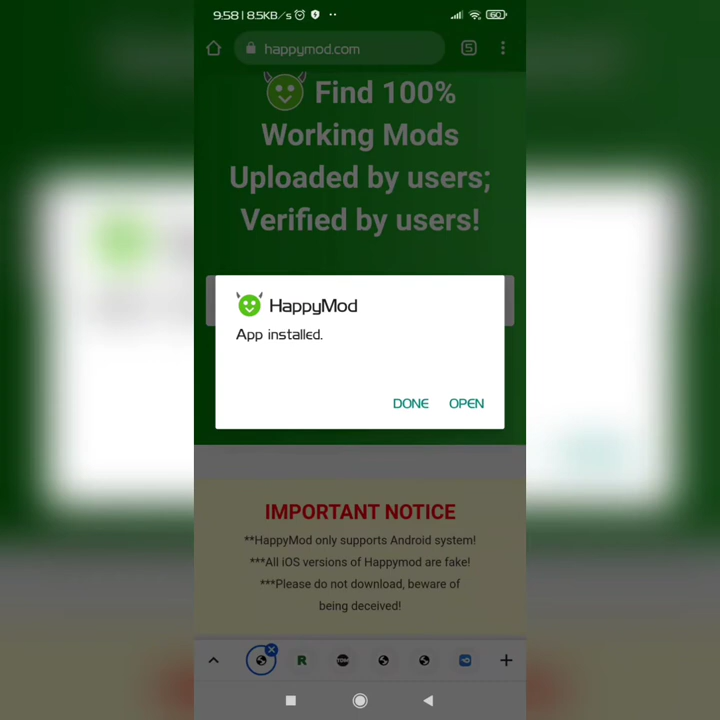 9.58 | 8.5KB/s
60
happymod.com
5
Find 100%
Working Mods
Uploaded by users;
Verified by users!
HappyMod
App installed.
DONE OPEN
IMPORTANT NOTICE
**HappyMod only supports Android system!
***All iOS versions of Happymod are fake!
***Please do not download, beware of
being deceived!
R